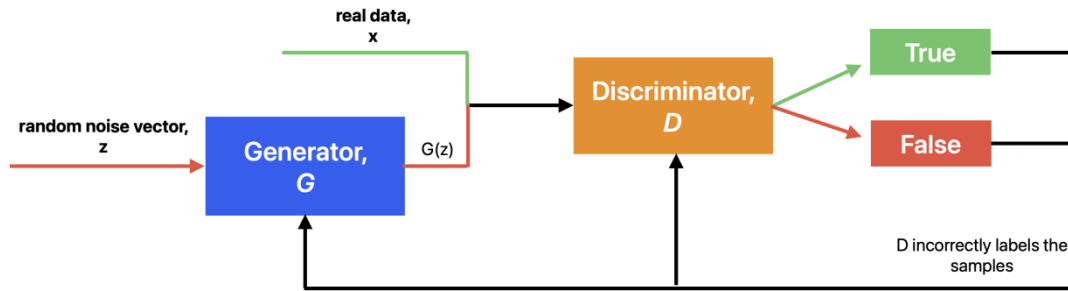 real data,
x
random noise vector,
z
Generator,
G
G(z)
Discriminator,
D
True
False
D incorrectly labels the
samples